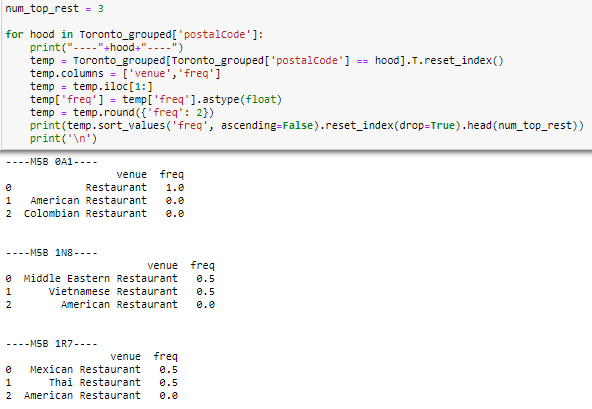 num_top_rest = 3
for hood in Toronto_grouped['postalCode']:
    print("----"+hood+"----")
    temp = Toronto_grouped[Toronto_grouped['postalCode'] == hood].T.reset_index()
    temp.columns = ['venue','freq']
    temp = temp.iloc[1:]
    temp['freq'] = temp['freq'].astype(float)
    temp = temp.round({'freq': 2})
    print(temp.sort_values('freq', ascending=False).reset_index(drop=True).head(num_top_rest))
    print('\n')
----M5B 0A1----
                  venue  freq
0            Restaurant   1.0
1   American Restaurant   0.0
2  Colombian Restaurant   0.0
----M5B 1N8----
                       venue  freq
0  Middle Eastern Restaurant   0.5
1      Vietnamese Restaurant   0.5
2        American Restaurant   0.0
----M5B 1R7----
                 venue  freq
0   Mexican Restaurant   0.5
1      Thai Restaurant   0.5
2  American Restaurant   0.0